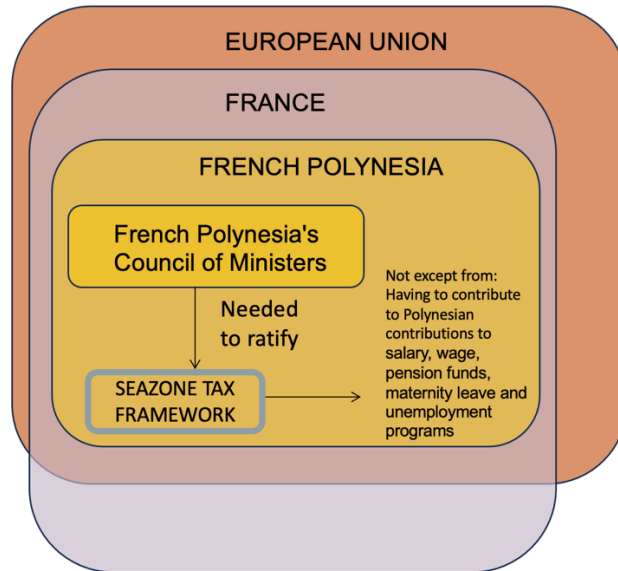 EUROPEAN UNION
FRANCE
FRENCH POLYNESIA
French Polynesia's
Council of Ministers
Needed
to ratify
SEAZONE TAX
FRAMEWORK
Not except from:
Having to contribute
to Polynesian
contributions to
salary, wage,
pension funds,
maternity leave and
unemployment
programs